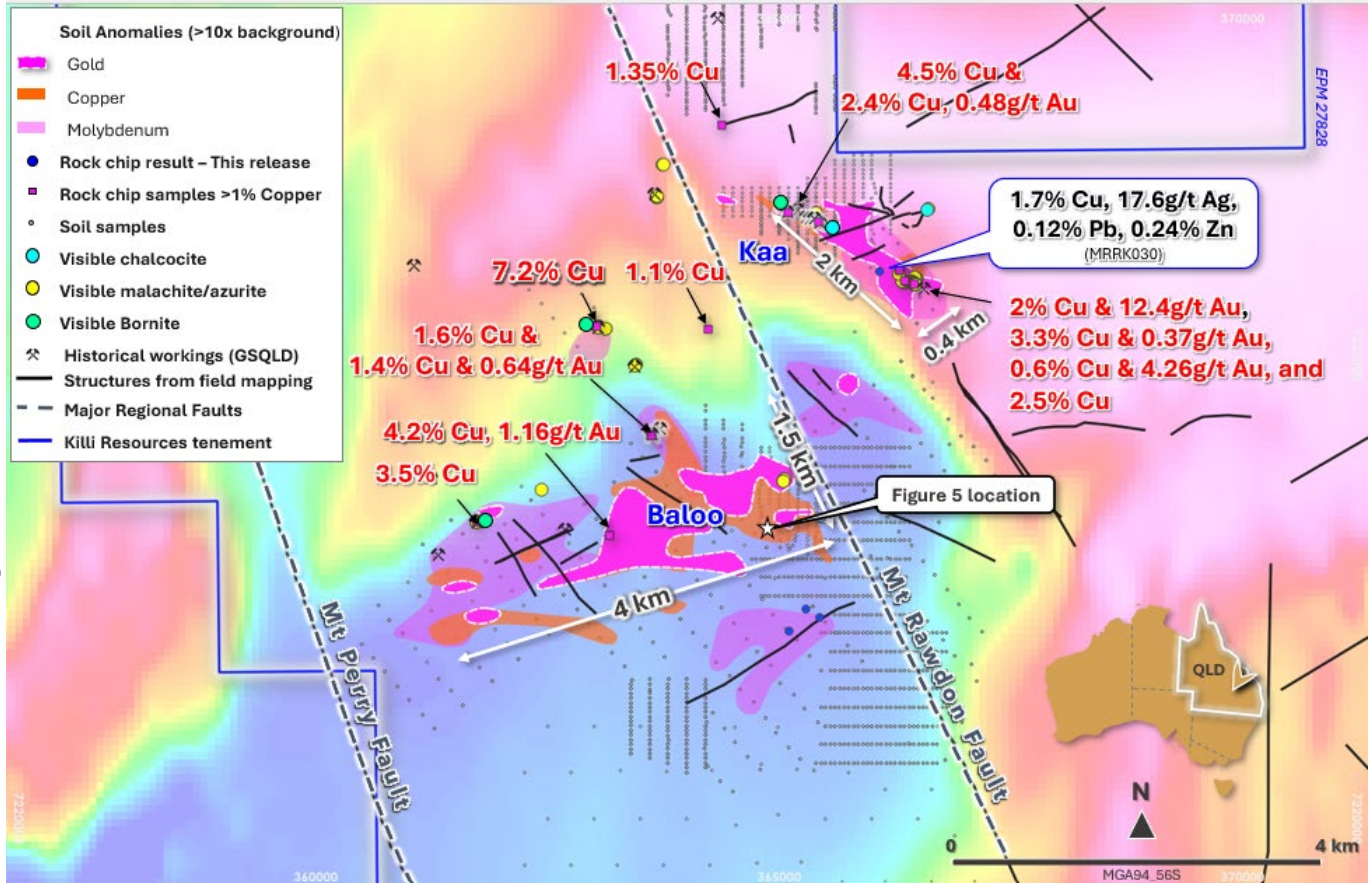 Soil Anomalies (>10x background)
Gold
Copper
Molybdenum
Rock chip result – This release
Rock chip samples >1% Copper
Soil samples
Visible chalcocite
Visible malachite/azurite
Visible Bornite
Historical workings (GSQLD)
Structures from field mapping
Major Regional Faults
Killi Resources tenement
365000
370000
EPM 27828
1.35% Cu
4.5% Cu &
2.4% Cu, 0.48g/t Au
1.7% Cu, 17.6g/t Ag,
0.12% Pb, 0.24% Zn
(MRRK030)
Kaa
2 km
0.4 km
7.2% Cu
1.1% Cu
2% Cu & 12.4g/t Au,
3.3% Cu & 0.37g/t Au,
0.6% Cu & 4.26g/t Au, and
2.5% Cu
1.6% Cu &
1.4% Cu & 0.64g/t Au
4.2% Cu, 1.16g/t Au
3.5% Cu
1.5 km
Baloo
Figure 5 location
4 km
Mt Perry Fault
Mt Rawdon Fault
QLD
N
0
4 km
MGA94_56S
7220000
7220000
360000
365000
370000